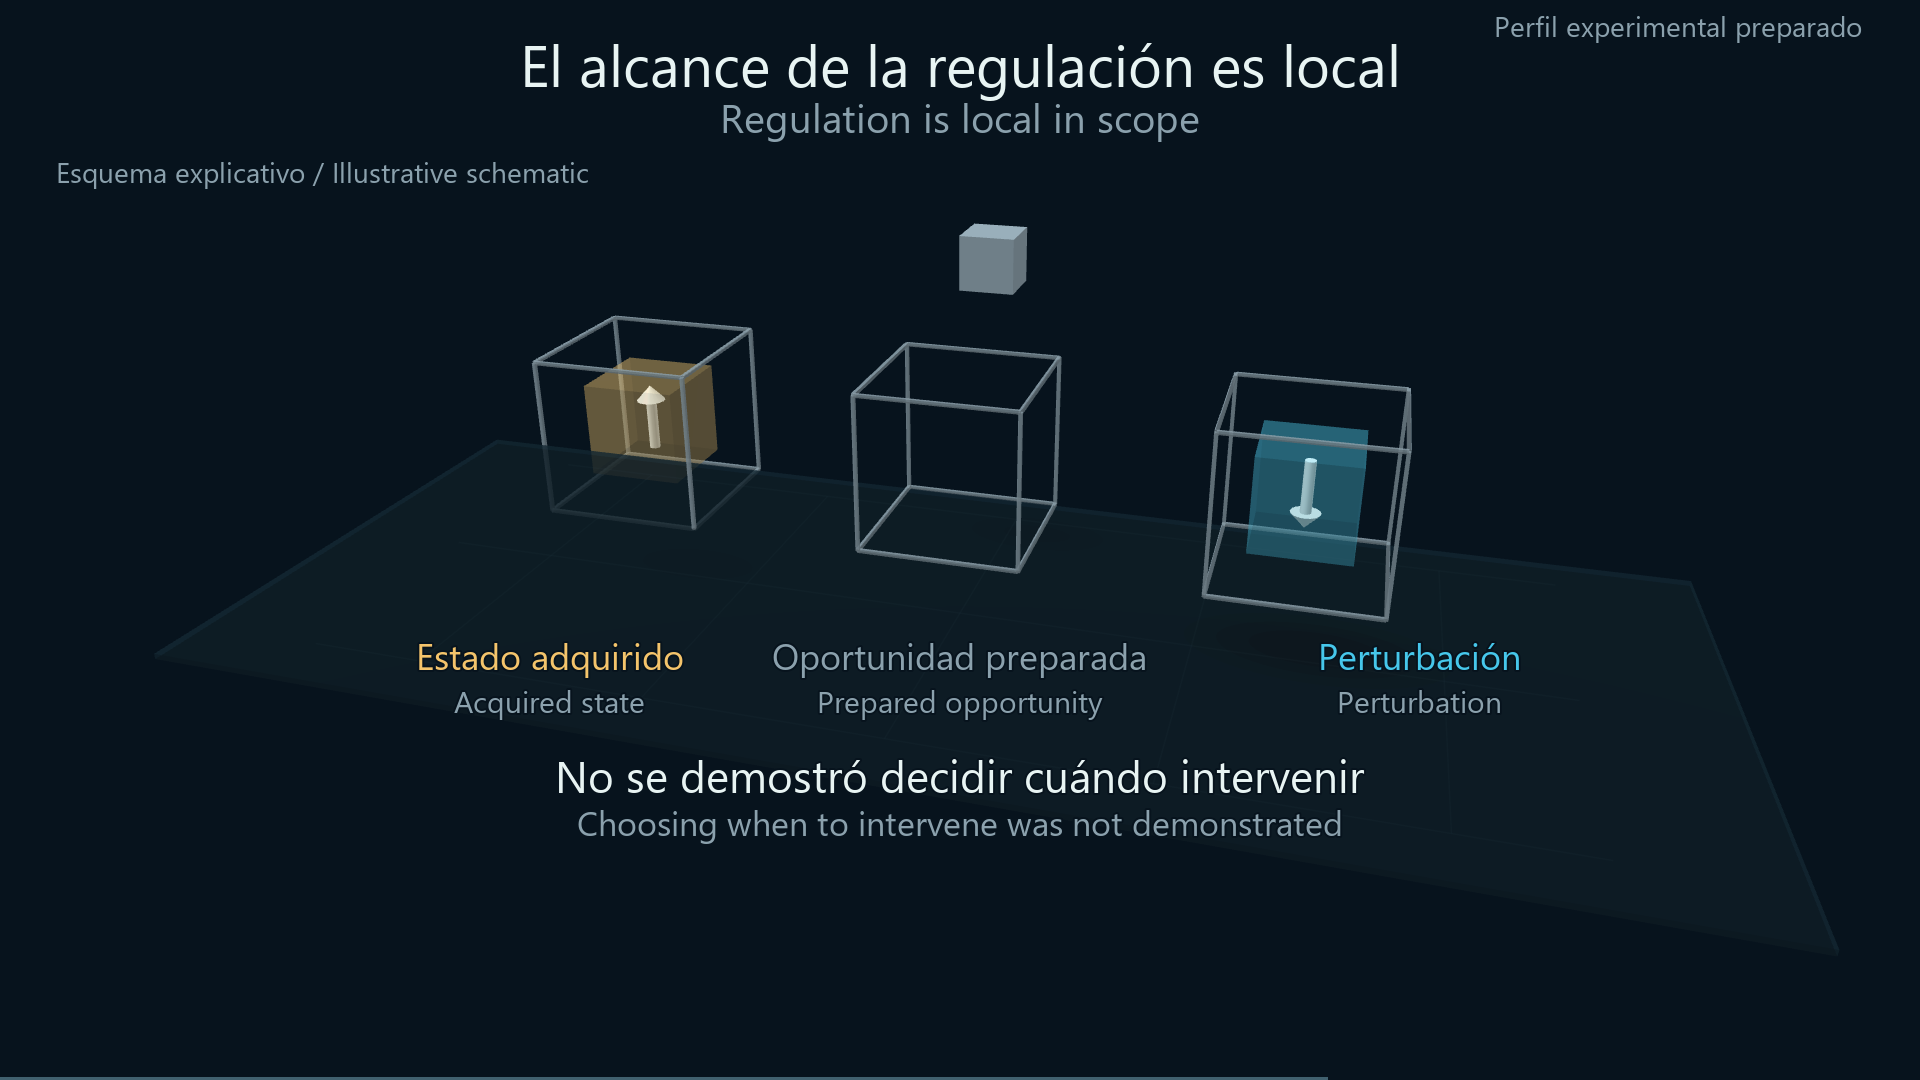 Perfil experimental preparado
El alcance de la regulación es local
Regulation is local in scope
Esquema explicativo / Illustrative schematic
Estado adquirido
Acquired state
Oportunidad preparada
Prepared opportunity
Perturbación
Perturbation
No se demostró decidir cuándo intervenir
Choosing when to intervene was not demonstrated